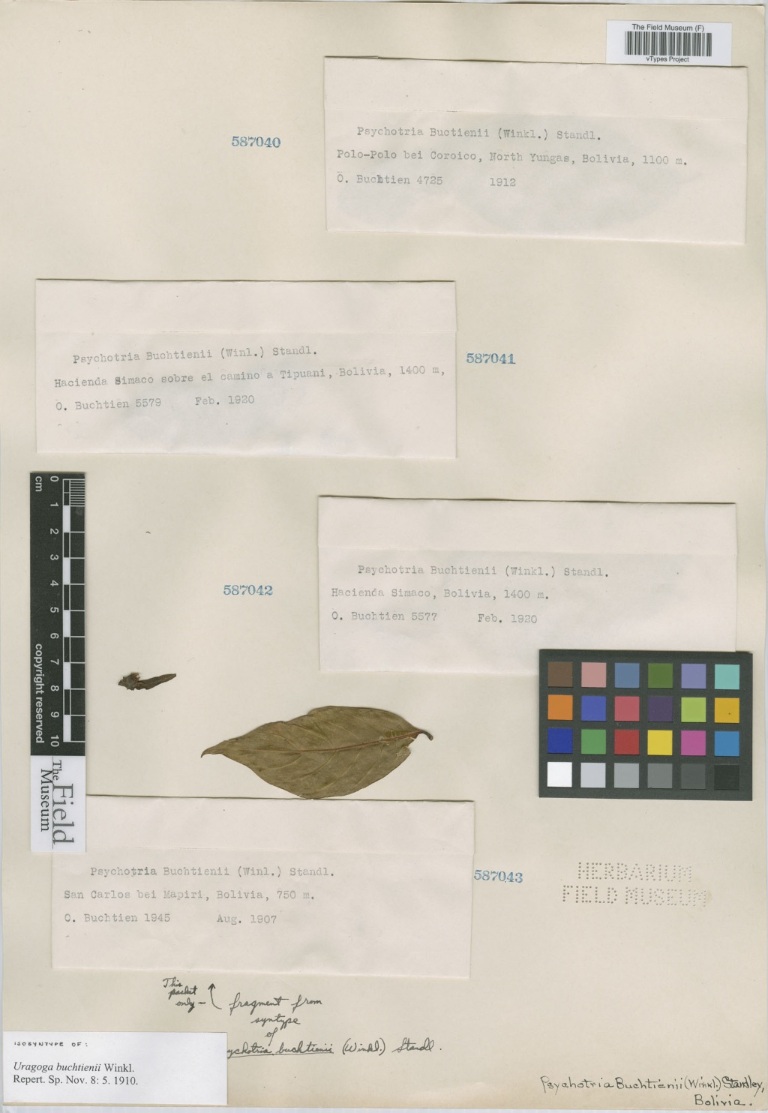 The Field Museum (F)
vTypes Project
587040
Psychotria Buctienii (Winkl.) Standl.
Polo-Polo bei Coroico, North Yungas, Bolivia, 1100 m.
O. Buchtien 4725 1912
Psychotria Buchtienii (Winl.) Standl.
Hacienda Simaco sobre el camino a Tipuani, Bolivia, 1400 m,
O. Buchtien 5579 Feb. 1920
587041
cm 0 1 2 3 4 5 6 7 8 9 10
copyright reserved
The Field Museum
587042
Psychotria Buchtienii (Winkl.) Standl.
Hacienda Simaco, Bolivia, 1400 m.
O. Buchtien 5577 Feb. 1920
Psychotria Buchtienii (Winl.) Standl.
San Carlos bei Mapiri, Bolivia, 750 m.
O. Buchtien 1945 Aug. 1907
587043
HERBARIUM
FIELD MUSEUM
This packet only – fragment from
syntype
of
ychotria buchtienii (Winkl.) Standl.
ISOSYNTYPE OF:
Uragoga buchtienii Winkl.
Repert. Sp. Nov. 8: 5. 1910.
Psychotria Buchtienii (Winkl.) Standley,
Bolivia.